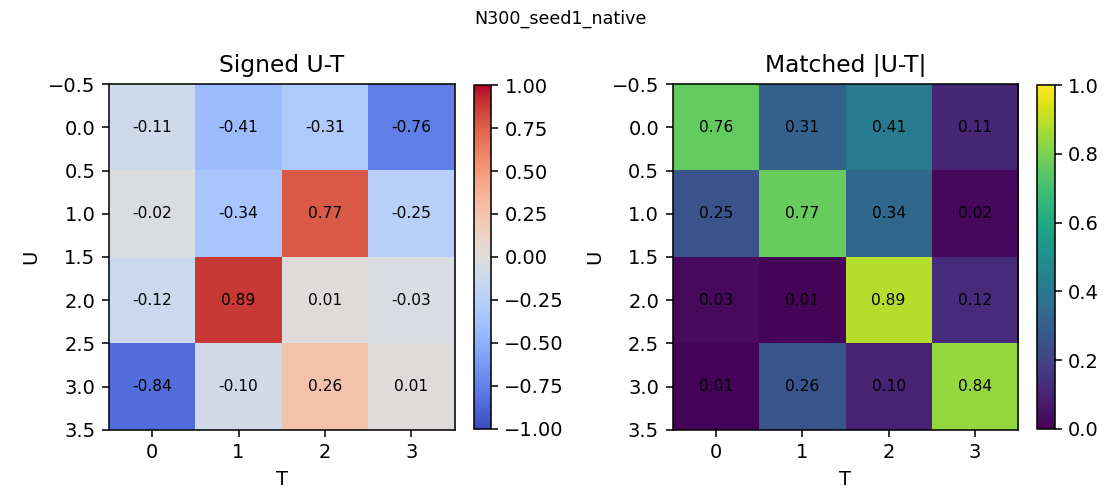 N300_seed1_native
Signed U-T
Matched |U-T|
−0.5
0.0
0.5
1.0
1.5
2.0
2.5
3.0
3.5
U
-0.11 -0.41 -0.31 -0.76
-0.02 -0.34 0.77 -0.25
-0.12 0.89 0.01 -0.03
-0.84 -0.10 0.26 0.01
0 1 2 3
T
1.00
0.75
0.50
0.25
0.00
−0.25
−0.50
−0.75
−1.00
−0.5
0.0
0.5
1.0
1.5
2.0
2.5
3.0
3.5
U
0.76 0.31 0.41 0.11
0.25 0.77 0.34 0.02
0.03 0.01 0.89 0.12
0.01 0.26 0.10 0.84
0 1 2 3
T
1.0
0.8
0.6
0.4
0.2
0.0